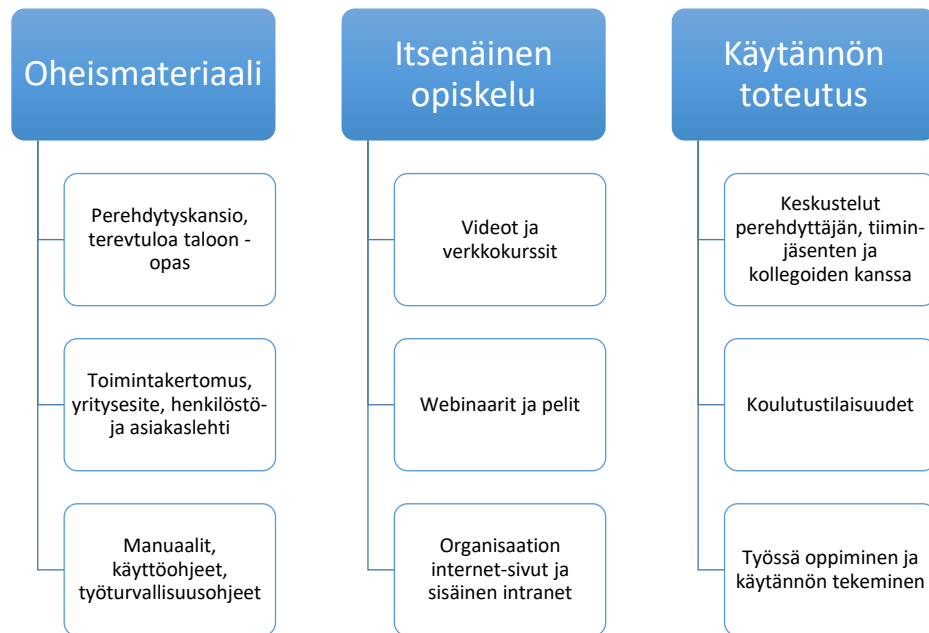 Oheismateriaali
Perehdytyskansio,
terevtuloa taloon -
opas
Toimintakertomus,
yritysesite, henkilöstö-
ja asiakaslehti
Manuaalit,
käyttöohjeet,
työturvallisuusohjeet
Itsenäinen
opiskelu
Videot ja
verkkokurssit
Webinaarit ja pelit
Organisaation
internet-sivut ja
sisäinen intranet
Käytännön
toteutus
Keskustelut
perehdyttäjän, tiimin-
jäsenten ja
kollegoiden kanssa
Koulutustilaisuudet
Työssä oppiminen ja
käytännön tekeminen